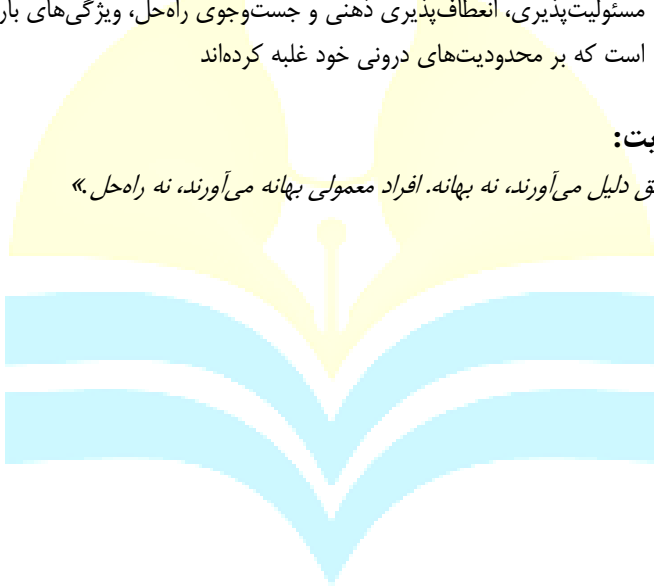 مسئولیت‌پذیری، انعطاف‌پذیری ذهنی و جست‌وجوی راه‌حل، ویژگی‌های
است که بر محدودیت‌های درونی خود غلبه کرده‌اند
دلیل می‌آورند، نه بهانه. افراد معمولی بهانه می‌آورند، نه راه‌حل.»